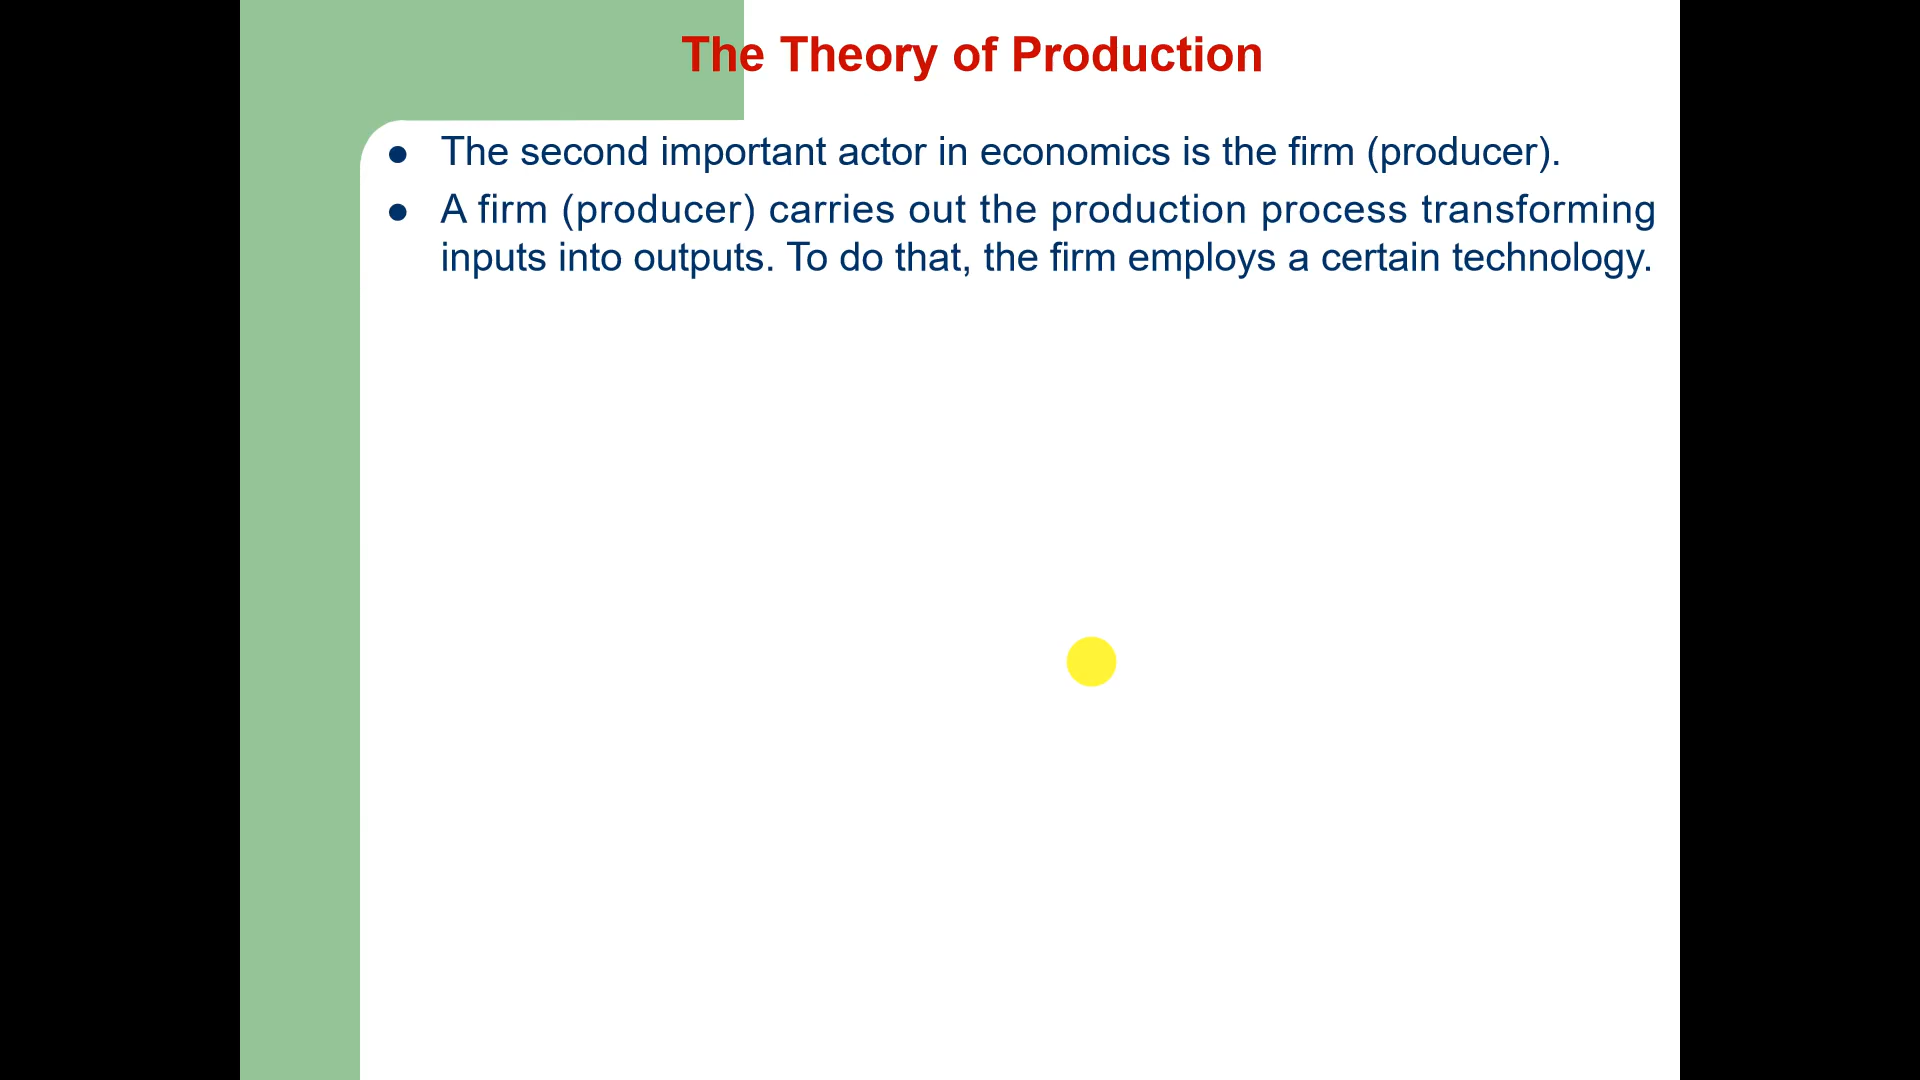 The Theory of Production
● The second important actor in economics is the firm (producer).
● A firm (producer) carries out the production process transforming
inputs into outputs. To do that, the firm employs a certain technology.